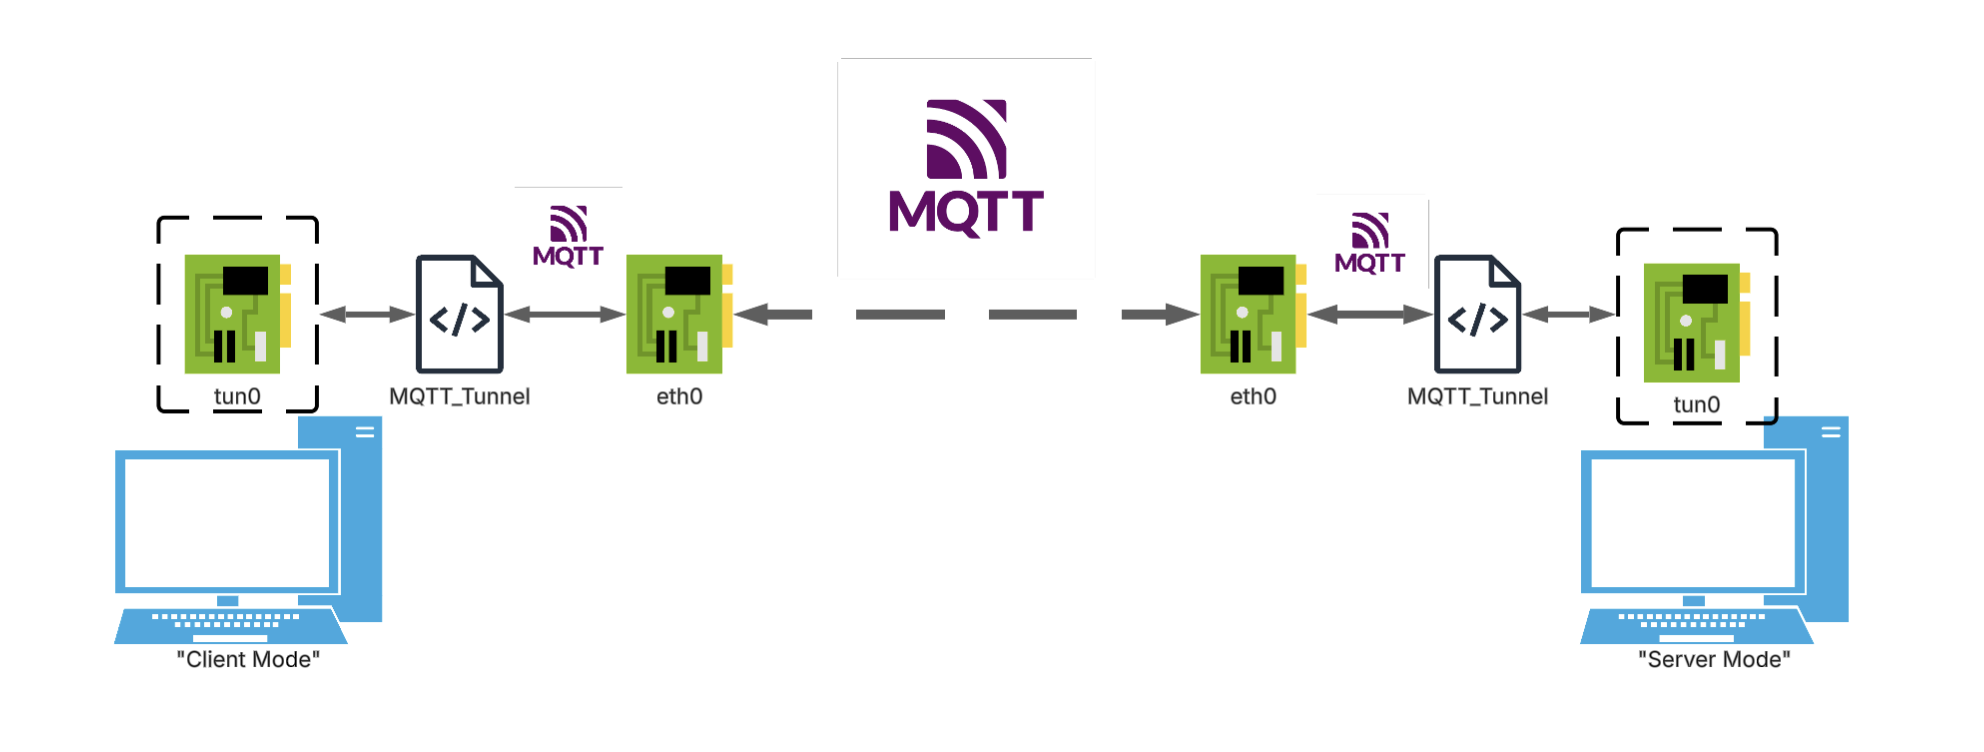 MQTT
MQTT
MQTT
</>
</>
tun0
MQTT_Tunnel
eth0
eth0
MQTT_Tunnel
tun0
"Client Mode"
"Server Mode"